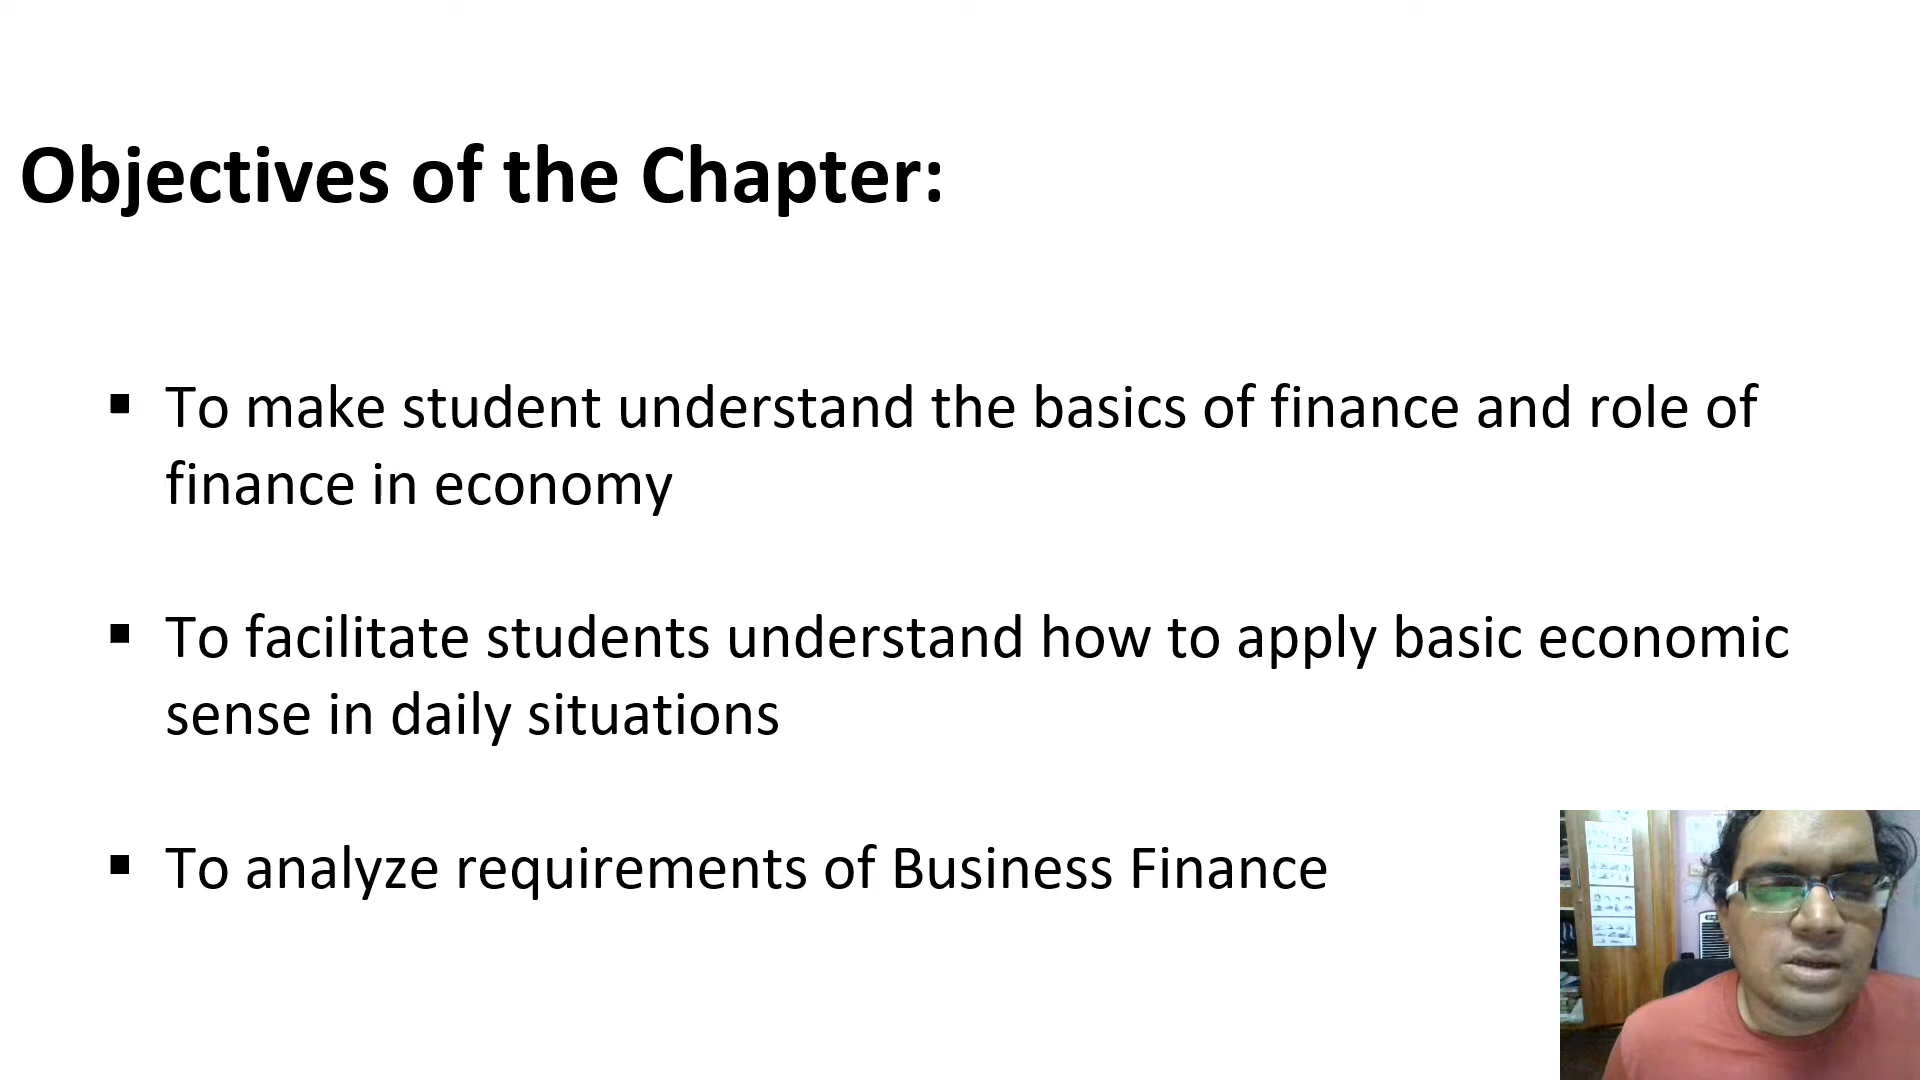 Objectives of the Chapter:
▪ To make student understand the basics of finance and role of
finance in economy
▪ To facilitate students understand how to apply basic economic
sense in daily situations
▪ To analyze requirements of Business Finance